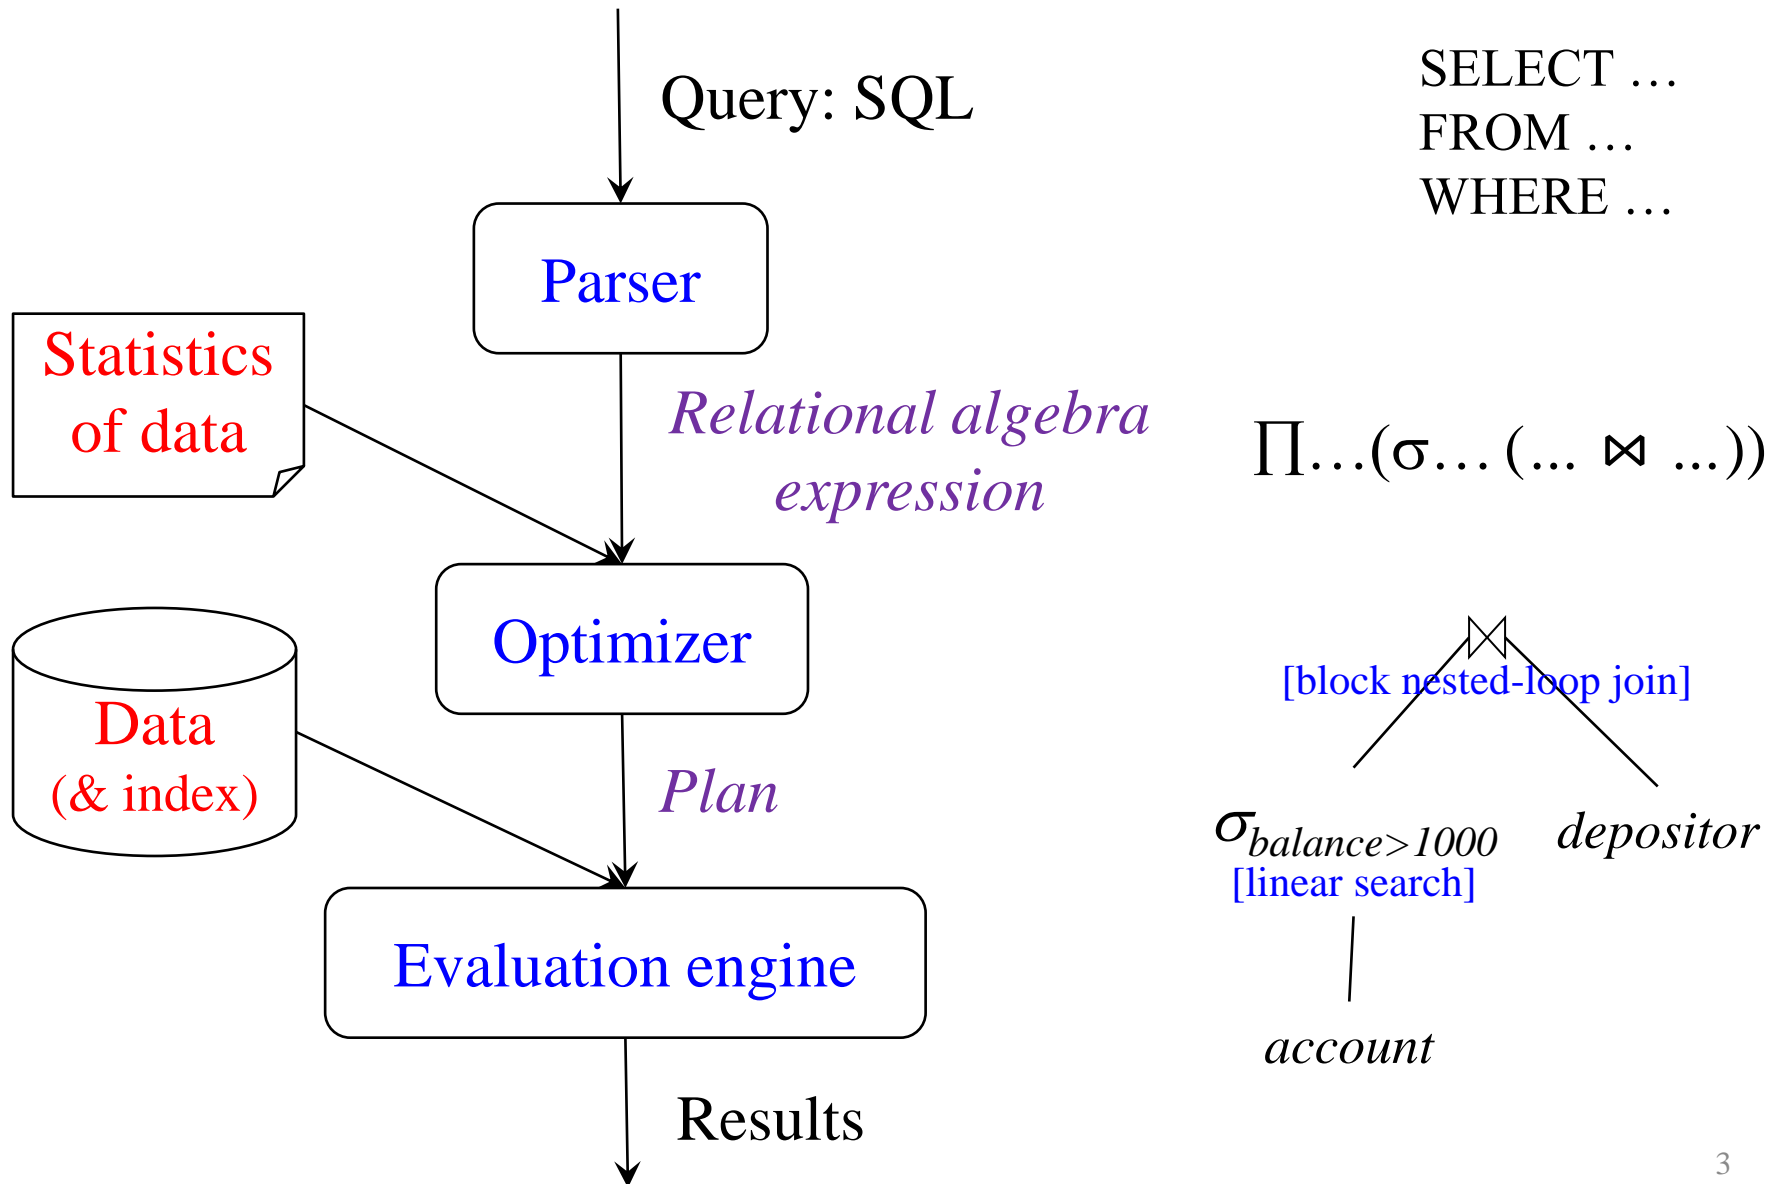 Query: SQL
SELECT …
FROM …
WHERE …
Parser
Statistics
of data
Relational algebra
expression
∏…(σ… (... ⋈ ...))
Optimizer
⋈
[block nested-loop join]
Data
(& index)
Plan
σbalance>1000
depositor
[linear search]
Evaluation engine
account
Results
3